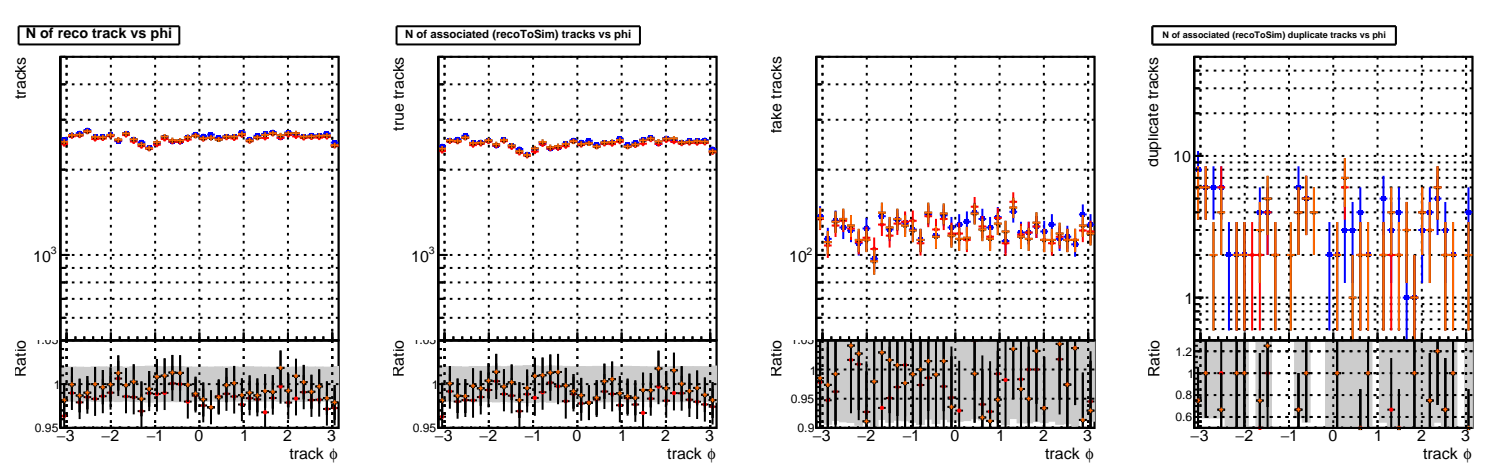 N of reco track vs phi
tracks
10³
Ratio
1.05
1
0.95
−3 −2 −1 0 1 2 3
track ϕ
N of associated (recoToSim) tracks vs phi
true tracks
10³
Ratio
1.05
1
0.95
−3 −2 −1 0 1 2 3
track ϕ
fake tracks
10²
Ratio
1
0.95
0.9
−3 −2 −1 0 1 2 3
track ϕ
N of associated (recoToSim) duplicate tracks vs phi
duplicate tracks
10
1
Ratio
1.2
1
0.8
0.6
−3 −2 −1 0 1 2 3
track ϕ